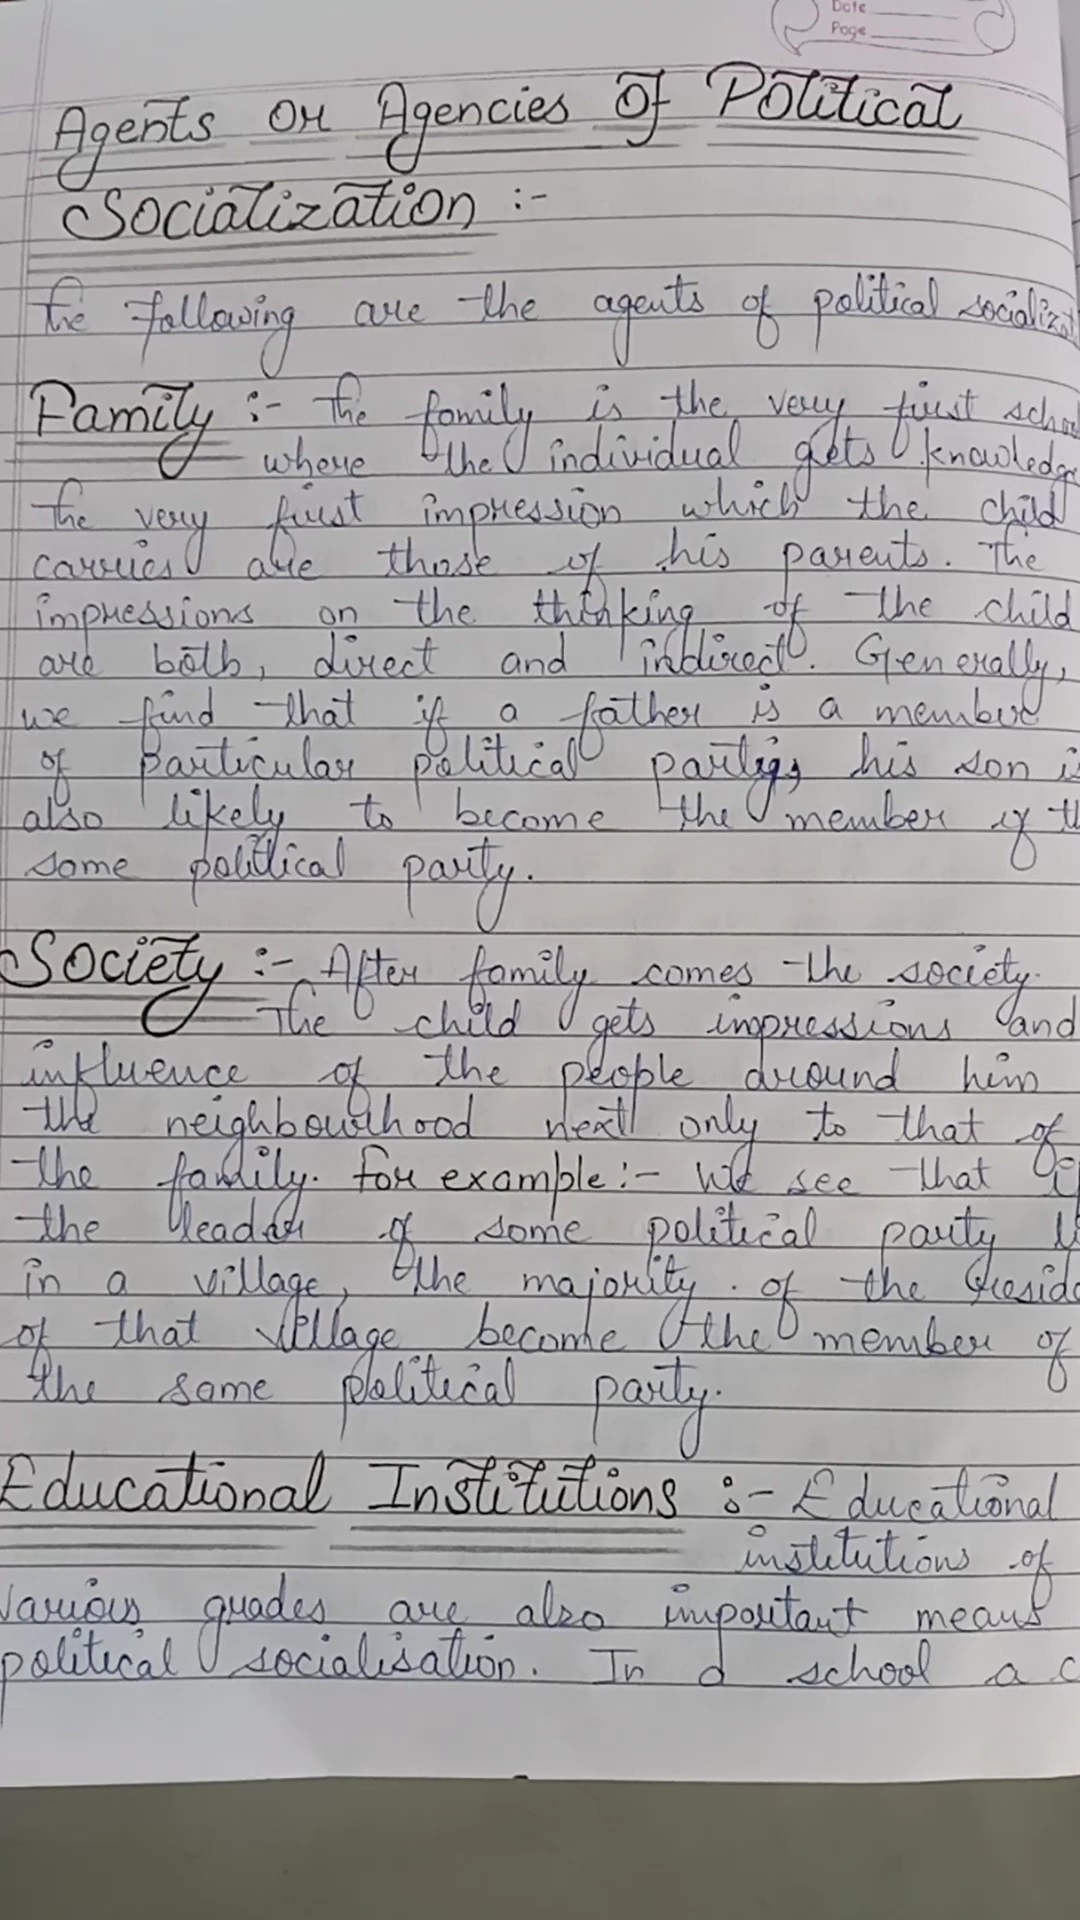 Date
Page
Agents or Agencies Of Political
Socialization :-
The following are the agents of political socializat
Family :- The family is the very first schoo
where the individual gets knowledge
The very first impression which the child
carries are those of his parents. The
impressions on the thinking of the child
are both, direct and indirect. Generally,
we find that if a father is a member
of particular political party, his son is
also likely to become the member of th
same political party.
Society :- After family comes the society.
The child gets impressions and
influence of the people around him
the neighbourhood next only to that of
the family. For example:- We see that if
the leader of some political party li
in a village, the majority of the reside
of that village become the member of
the same political party.
Educational Institutions :- Educational
institutions of
various grades are also important means
political socialisation. In a school a c